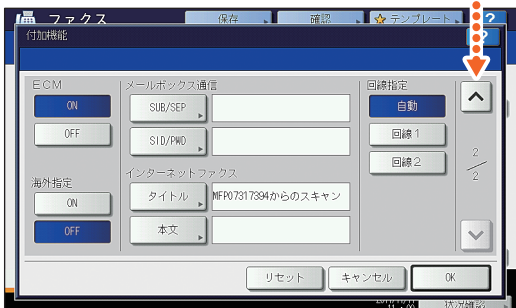 ファクス 保存 確認 テンプレート ?
付加機能 ?
ECM メールボックス通信 回線指定
ON SUB/SEP 自動
OFF SID/PWD 回線1
回線2
2
2
インターネットファクス
海外指定
ON タイトル MFP07317394からのスキャン
OFF 本文
リセット キャンセル OK
状況確認